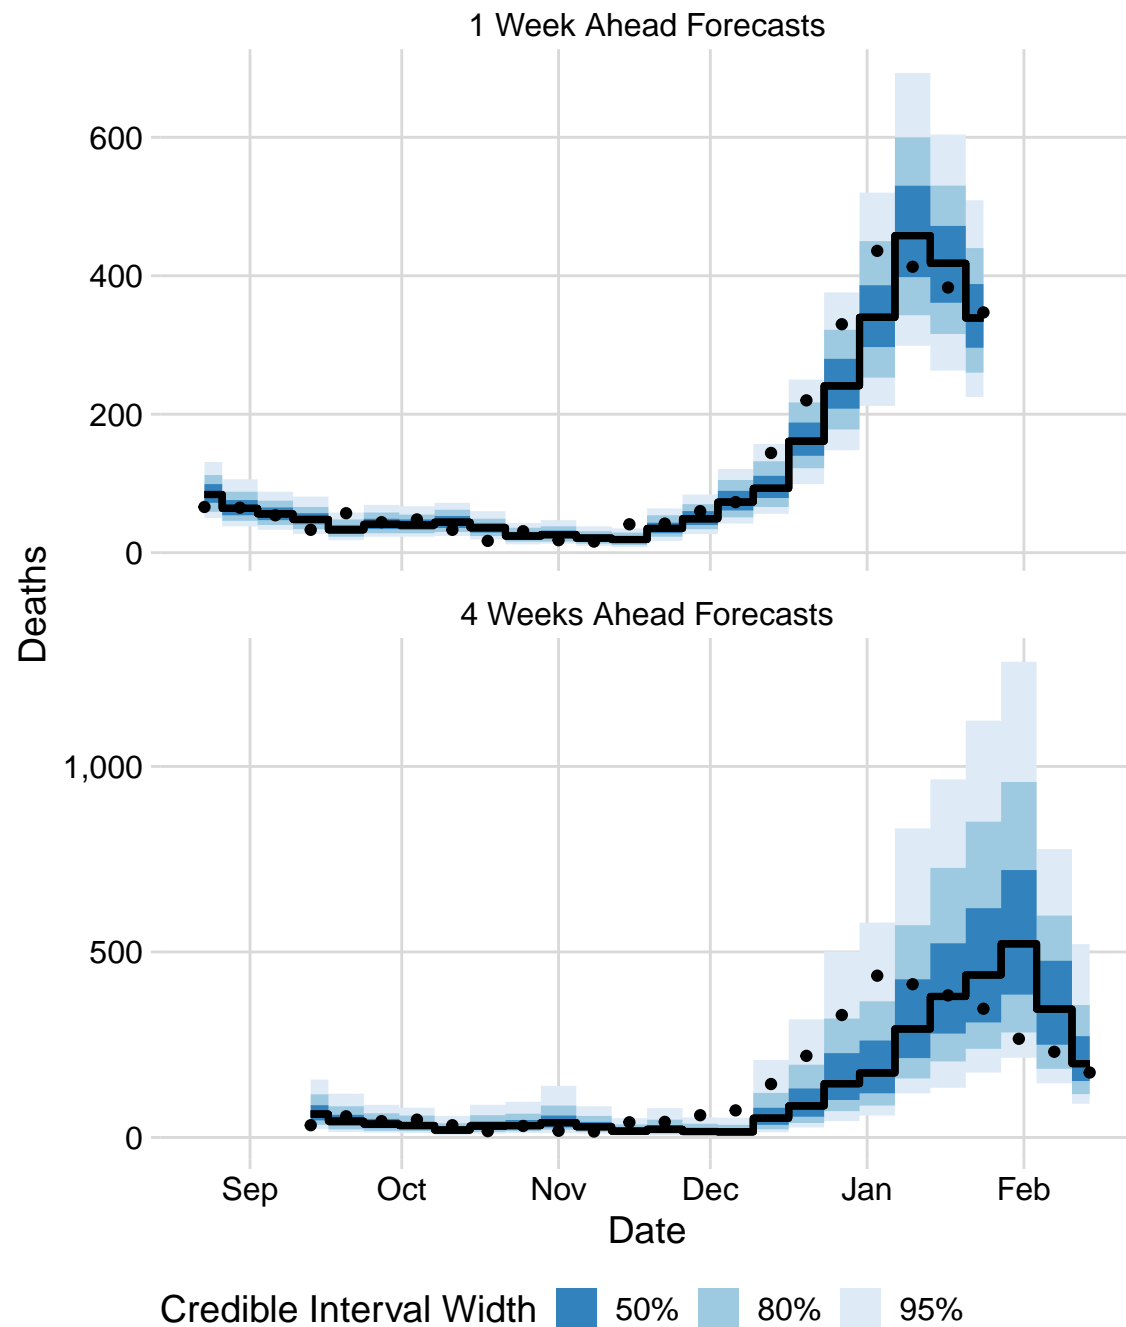 1 Week Ahead Forecasts
600
400
200
0
Deaths
4 Weeks Ahead Forecasts
1,000
500
0
Sep Oct Nov Dec Jan Feb
Date
Credible Interval Width 50% 80% 95%